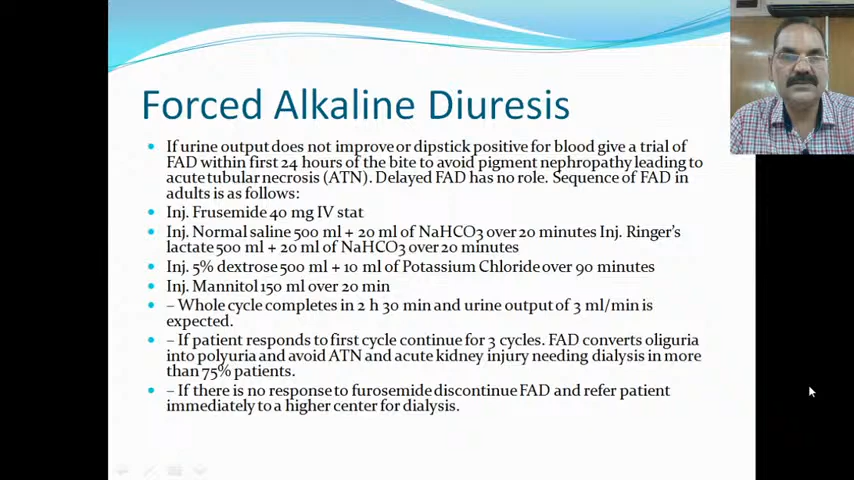 Forced Alkaline Diuresis
If urine output does not improve or dipstick positive for blood give a trial of
FAD within first 24 hours of the bite to avoid pigment nephropathy leading to
acute tubular necrosis (ATN). Delayed FAD has no role. Sequence of FAD in
adults is as follows:
Inj. Frusemide 40 mg IV stat
Inj. Normal saline 500 ml + 20 ml of NaHCO3 over 20 minutes Inj. Ringer's
lactate 500 ml + 20 ml of NaHCO3 over 20 minutes
Inj. 5% dextrose 500 ml + 10 ml of Potassium Chloride over 90 minutes
Inj. Mannitol 150 ml over 20 min
– Whole cycle completes in 2 h 30 min and urine output of 3 ml/min is
expected.
– If patient responds to first cycle continue for 3 cycles. FAD converts oliguria
into polyuria and avoid ATN and acute kidney injury needing dialysis in more
than 75% patients.
– If there is no response to furosemide discontinue FAD and refer patient
immediately to a higher center for dialysis.